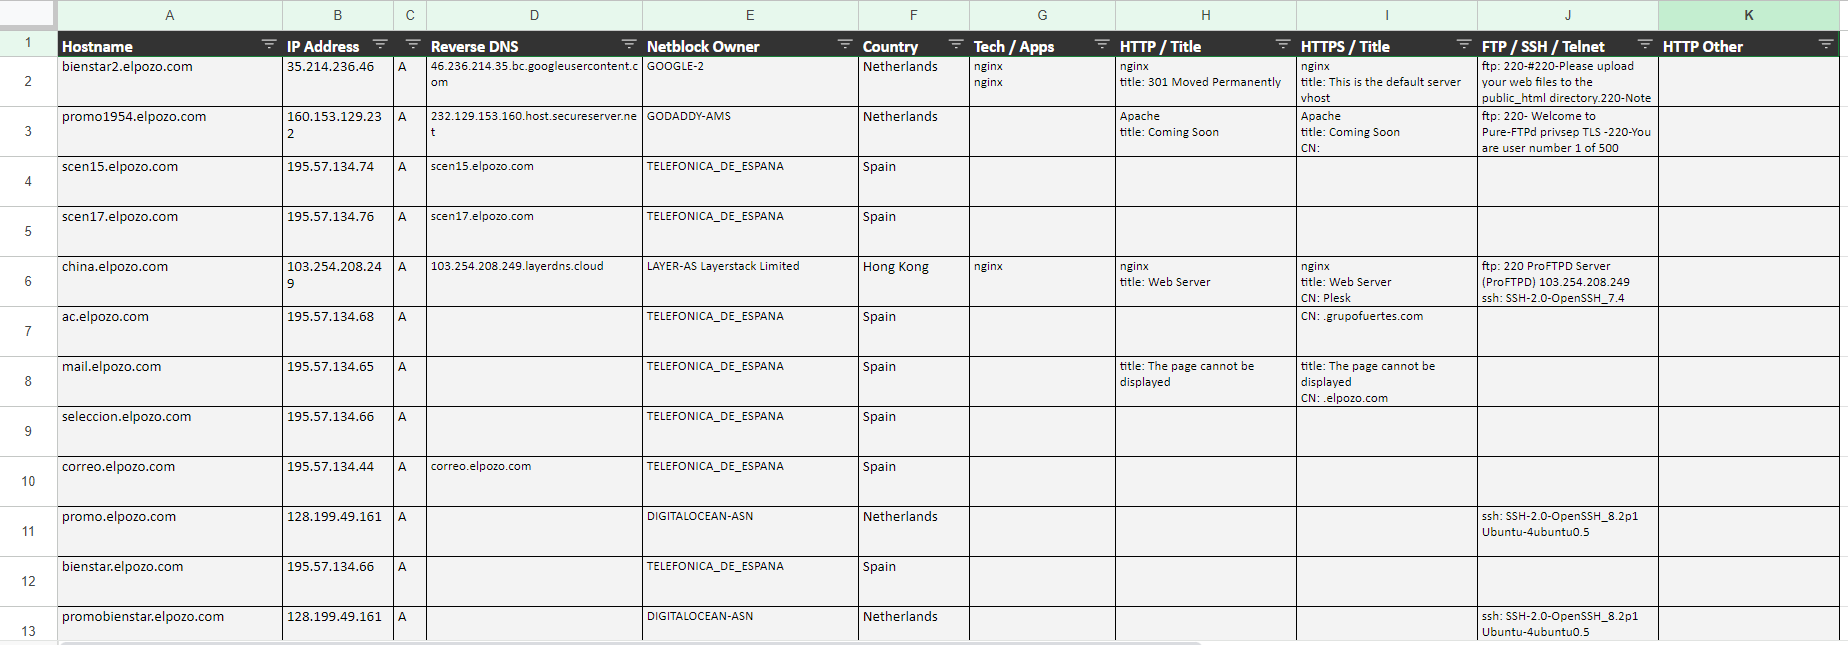 A B C D E F G H I J K
1 Hostname IP Address Reverse DNS Netblock Owner Country Tech / Apps HTTP / Title HTTPS / Title FTP / SSH / Telnet HTTP Other
2 bienstar2.elpozo.com 35.214.236.46 A 46.236.214.35.bc.googleusercontent.c GOOGLE-2 Netherlands nginx nginx nginx ftp: 220-#220-Please upload
om nginx title: 301 Moved Permanently title: This is the default server your web files to the
vhost public_html directory.220-Note
3 promo1954.elpozo.com 160.153.129.23 A 232.129.153.160.host.secureserver.ne GODADDY-AMS Netherlands Apache Apache ftp: 220- Welcome to
2 t title: Coming Soon title: Coming Soon Pure-FTPd privsep TLS -220-You
CN: are user number 1 of 500
4 scen15.elpozo.com 195.57.134.74 A scen15.elpozo.com TELEFONICA_DE_ESPANA Spain
5 scen17.elpozo.com 195.57.134.76 A scen17.elpozo.com TELEFONICA_DE_ESPANA Spain
6 china.elpozo.com 103.254.208.24 A 103.254.208.249.layerdns.cloud LAYER-AS Layerstack Limited Hong Kong nginx nginx nginx ftp: 220 ProFTPD Server
9 title: Web Server title: Web Server (ProFTPD) 103.254.208.249
CN: Plesk ssh: SSH-2.0-OpenSSH_7.4
7 ac.elpozo.com 195.57.134.68 A TELEFONICA_DE_ESPANA Spain CN: .grupofuertes.com
8 mail.elpozo.com 195.57.134.65 A TELEFONICA_DE_ESPANA Spain title: The page cannot be title: The page cannot be
displayed displayed
CN: .elpozo.com
9 seleccion.elpozo.com 195.57.134.66 A TELEFONICA_DE_ESPANA Spain
10 correo.elpozo.com 195.57.134.44 A correo.elpozo.com TELEFONICA_DE_ESPANA Spain
11 promo.elpozo.com 128.199.49.161 A DIGITALOCEAN-ASN Netherlands ssh: SSH-2.0-OpenSSH_8.2p1
Ubuntu-4ubuntu0.5
12 bienstar.elpozo.com 195.57.134.66 A TELEFONICA_DE_ESPANA Spain
13 promobienstar.elpozo.com 128.199.49.161 A DIGITALOCEAN-ASN Netherlands ssh: SSH-2.0-OpenSSH_8.2p1
Ubuntu-4ubuntu0.5